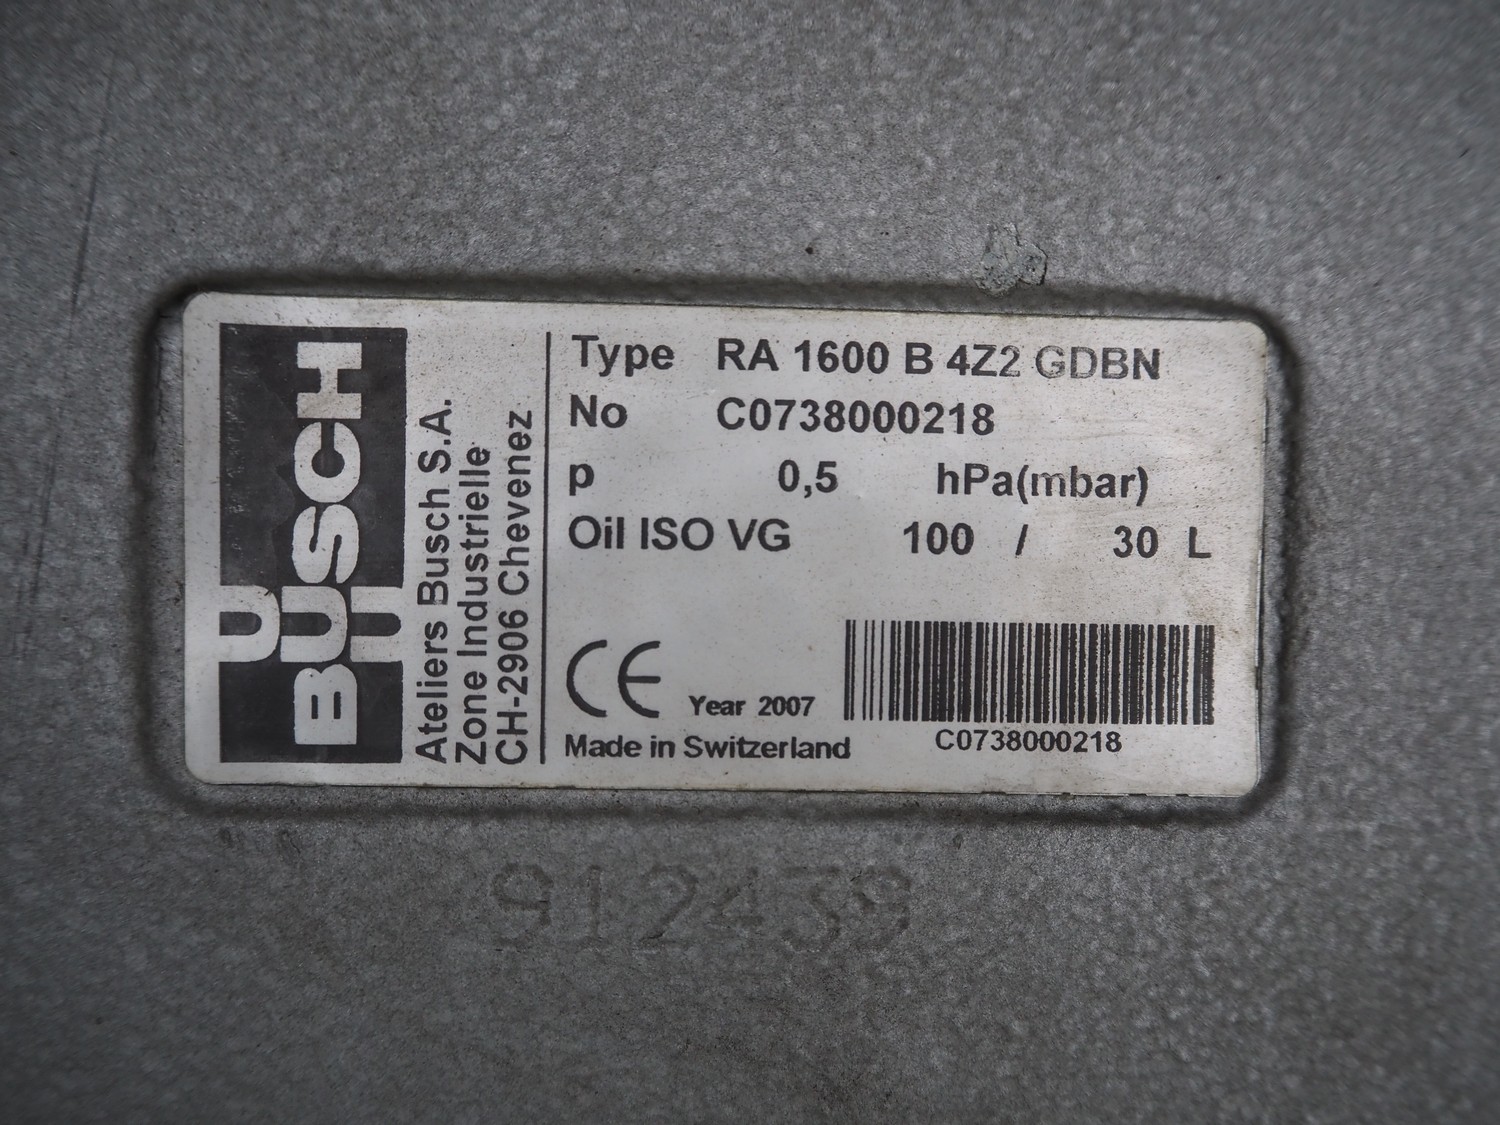 BUSCH
Ateliers Busch S.A.
Zone Industrielle
CH-2906 Chevenez
Type RA 1600 B 4Z2 GDBN
No C0738000218
p 0,5 hPa(mbar)
Oil ISO VG 100 / 30 L
CE Year 2007
Made in Switzerland
C0738000218
912439